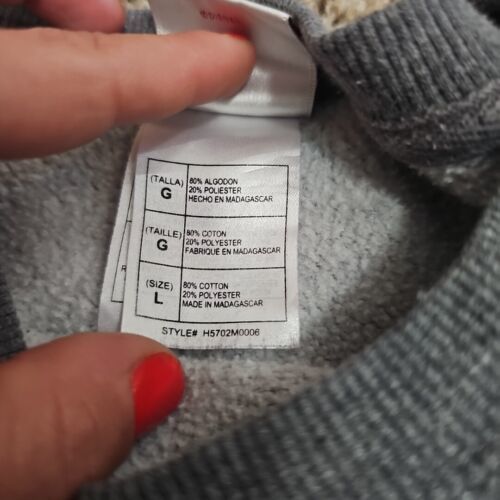 (TALLA)
G
80% ALGODON
20% POLIESTER
HECHO EN MADAGASCAR
(TAILLE)
G
80% COTON
20% POLYESTER
FABRIQUÉ EN MADAGASCAR
(SIZE)
L
80% COTTON
20% POLYESTER
MADE IN MADAGASCAR
STYLE# H5702M0006